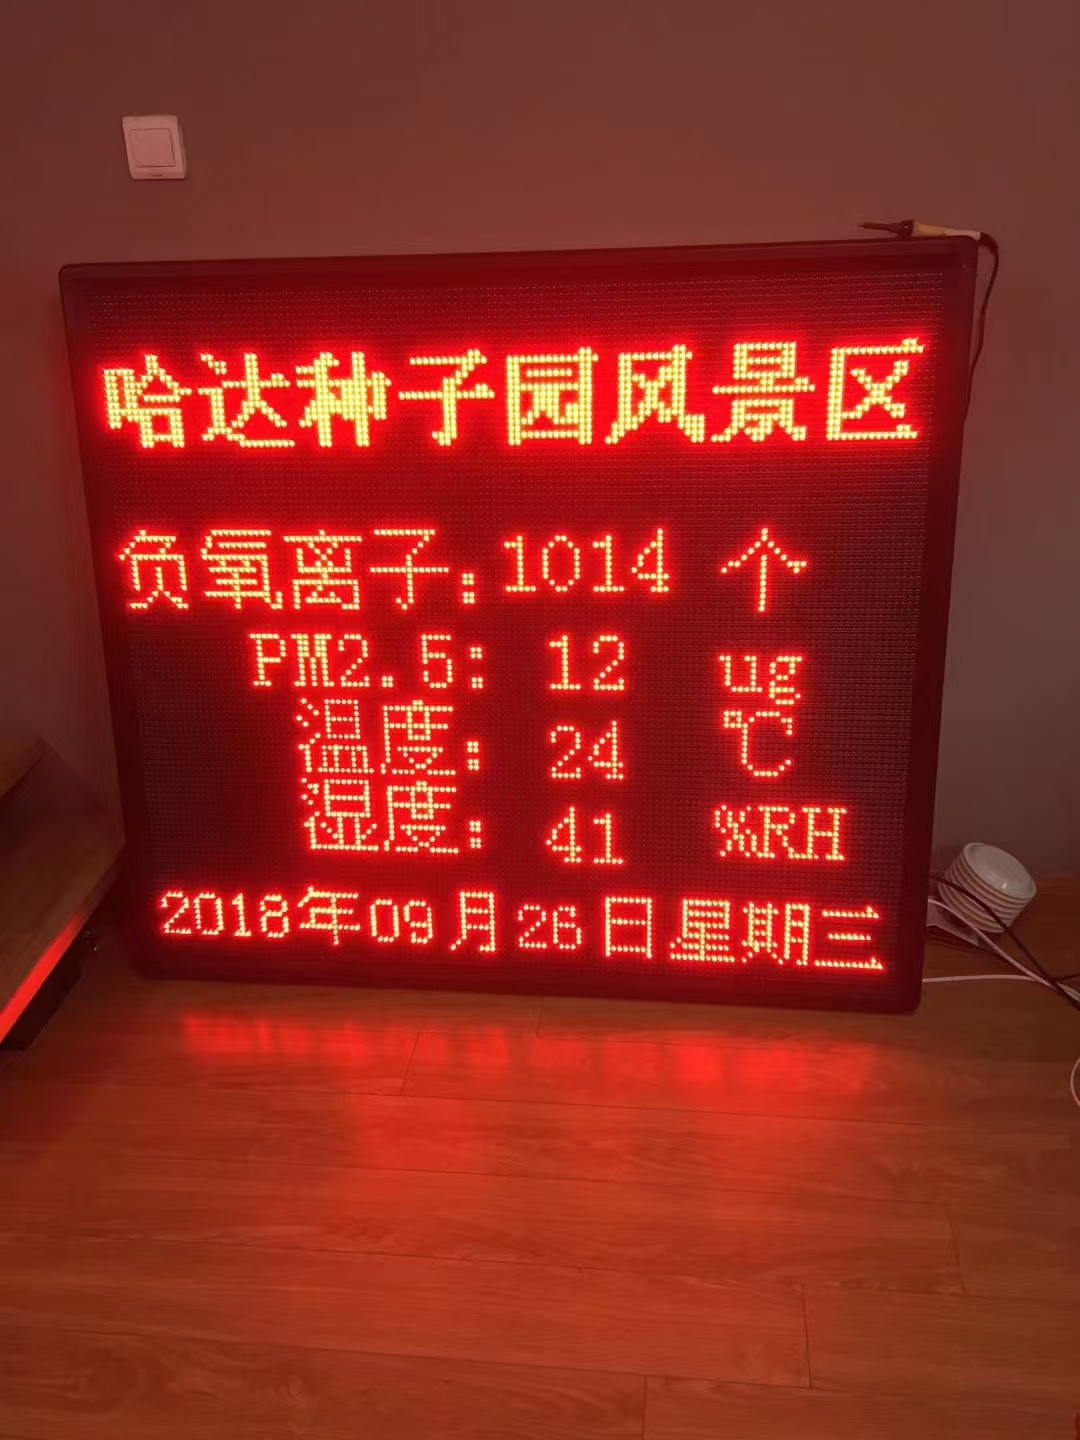 哈达种子园风景区
负氧离子:1014 个
PM2.5: 12 ug
温度: 24 ℃
湿度: 41 %RH
2018年09月26日星期三